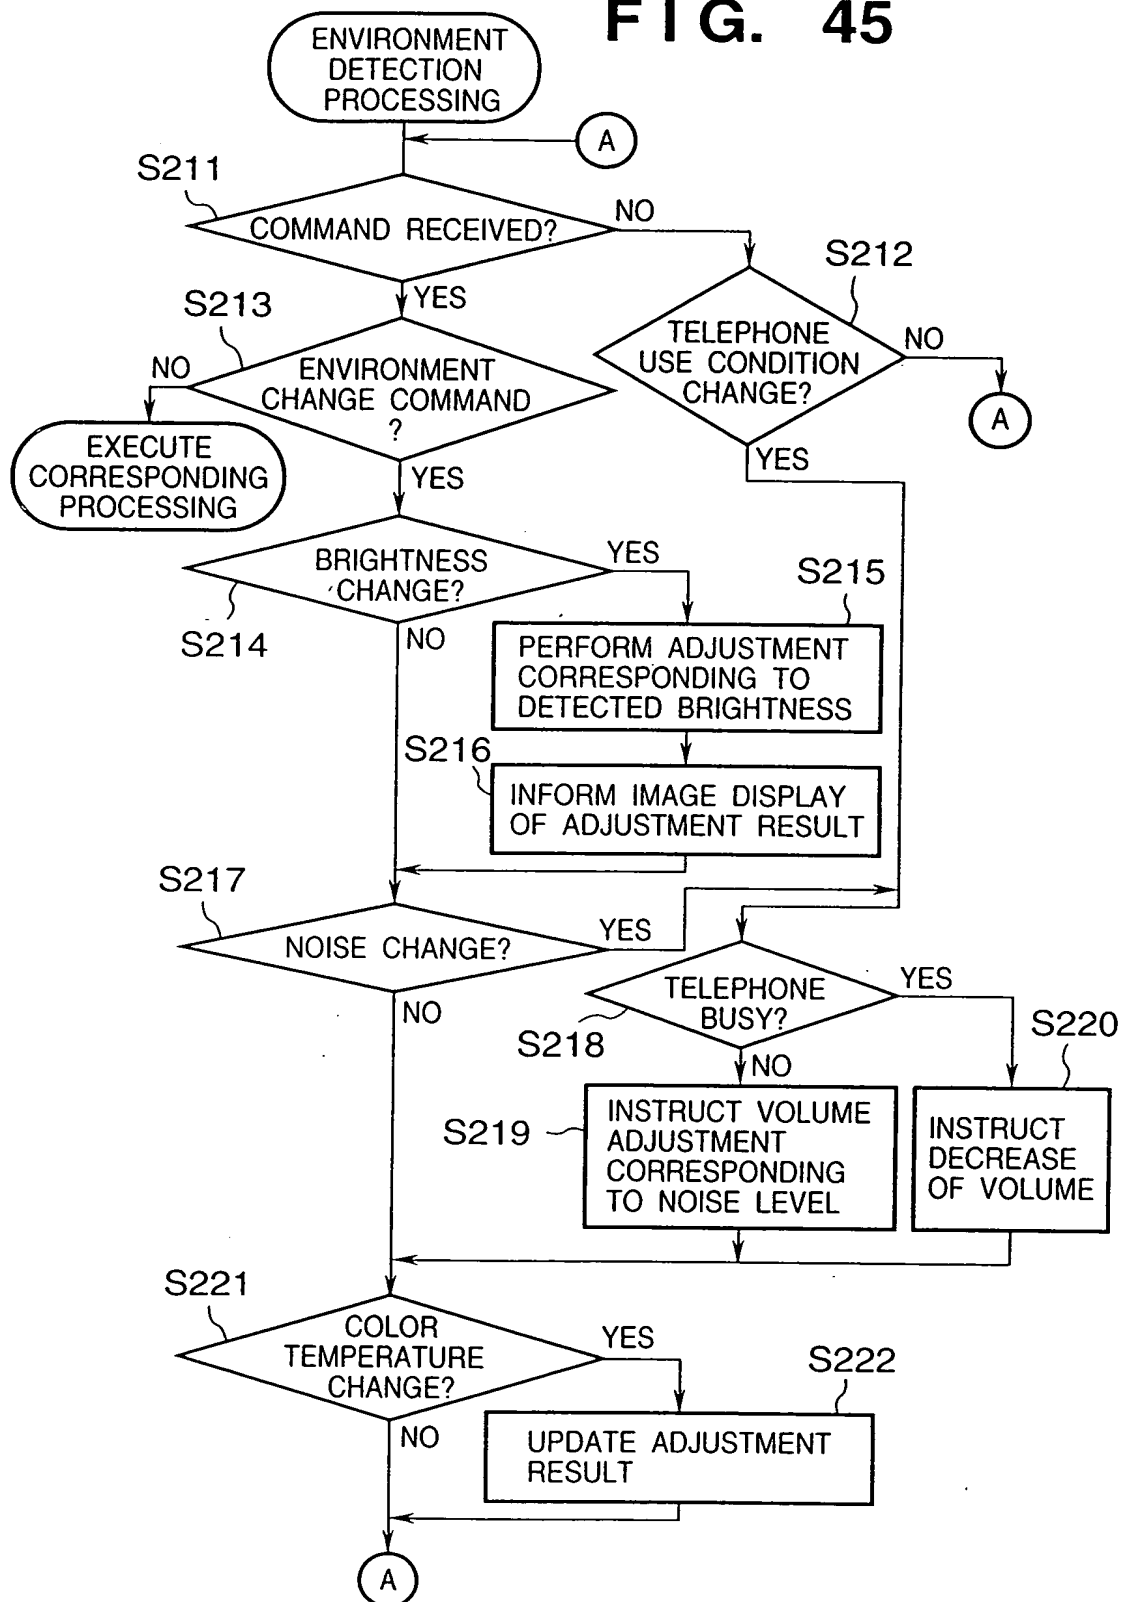 FIG. 45
ENVIRONMENT
DETECTION
PROCESSING
A
S211
COMMAND RECEIVED?
NO
YES
S212
TELEPHONE
USE CONDITION
CHANGE?
NO
A
YES
S213
ENVIRONMENT
CHANGE COMMAND
?
NO
EXECUTE
CORRESPONDING
PROCESSING
YES
S214
BRIGHTNESS
CHANGE?
YES
NO
S215
PERFORM ADJUSTMENT
CORRESPONDING TO
DETECTED BRIGHTNESS
S216
INFORM IMAGE DISPLAY
OF ADJUSTMENT RESULT
S217
NOISE CHANGE?
YES
NO
S218
TELEPHONE
BUSY?
YES
NO
S219
INSTRUCT VOLUME
ADJUSTMENT
CORRESPONDING
TO NOISE LEVEL
S220
INSTRUCT
DECREASE
OF VOLUME
S221
COLOR
TEMPERATURE
CHANGE?
YES
NO
S222
UPDATE ADJUSTMENT
RESULT
A